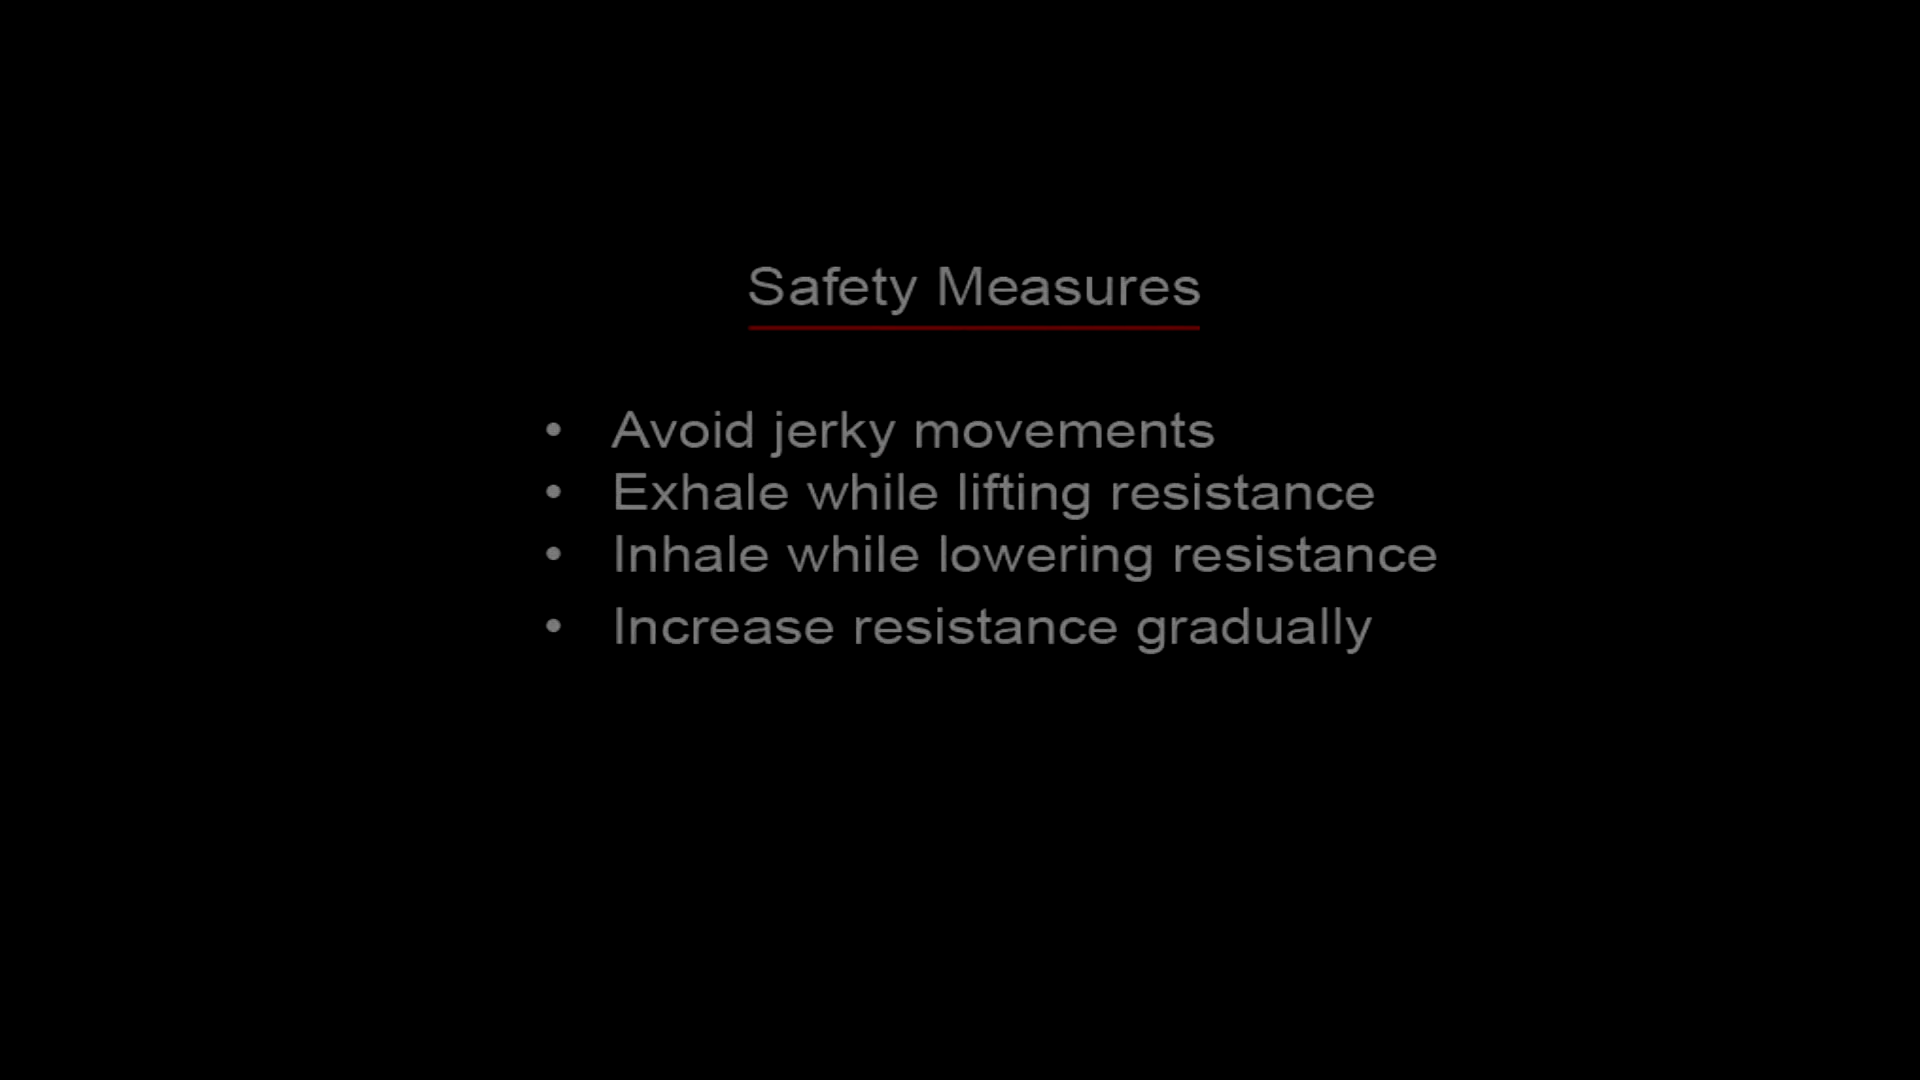 Safety Measures
• Avoid jerky movements
• Exhale while lifting resistance
• Inhale while lowering resistance
• Increase resistance gradually